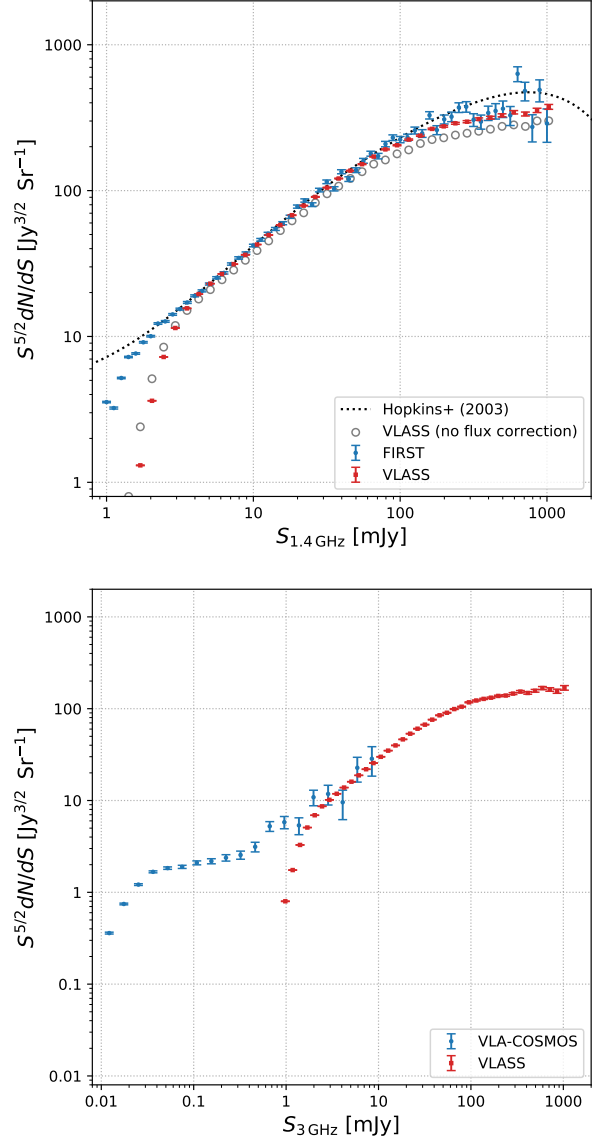 1000
100
10
1
S^{5/2}dN/dS [Jy^{3/2} Sr^{−1}]
Hopkins+ (2003)
VLASS (no flux correction)
FIRST
VLASS
1 10 100 1000
S_{1.4 GHz} [mJy]
1000
100
10
1
0.1
0.01
S^{5/2}dN/dS [Jy^{3/2} Sr^{−1}]
VLA-COSMOS
VLASS
0.01 0.1 1 10 100 1000
S_{3 GHz} [mJy]